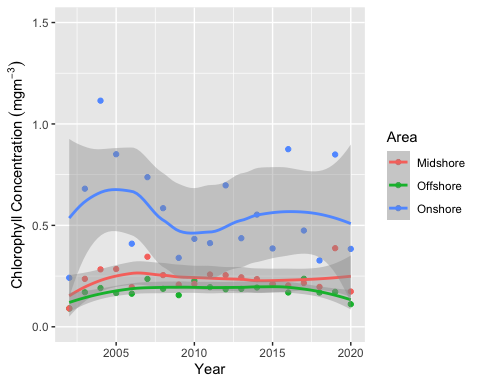 1.5
1.0
0.5
0.0
Chlorophyll Concentration (mgm⁻³)
2005 2010 2015 2020
Year
Area
Midshore
Offshore
Onshore